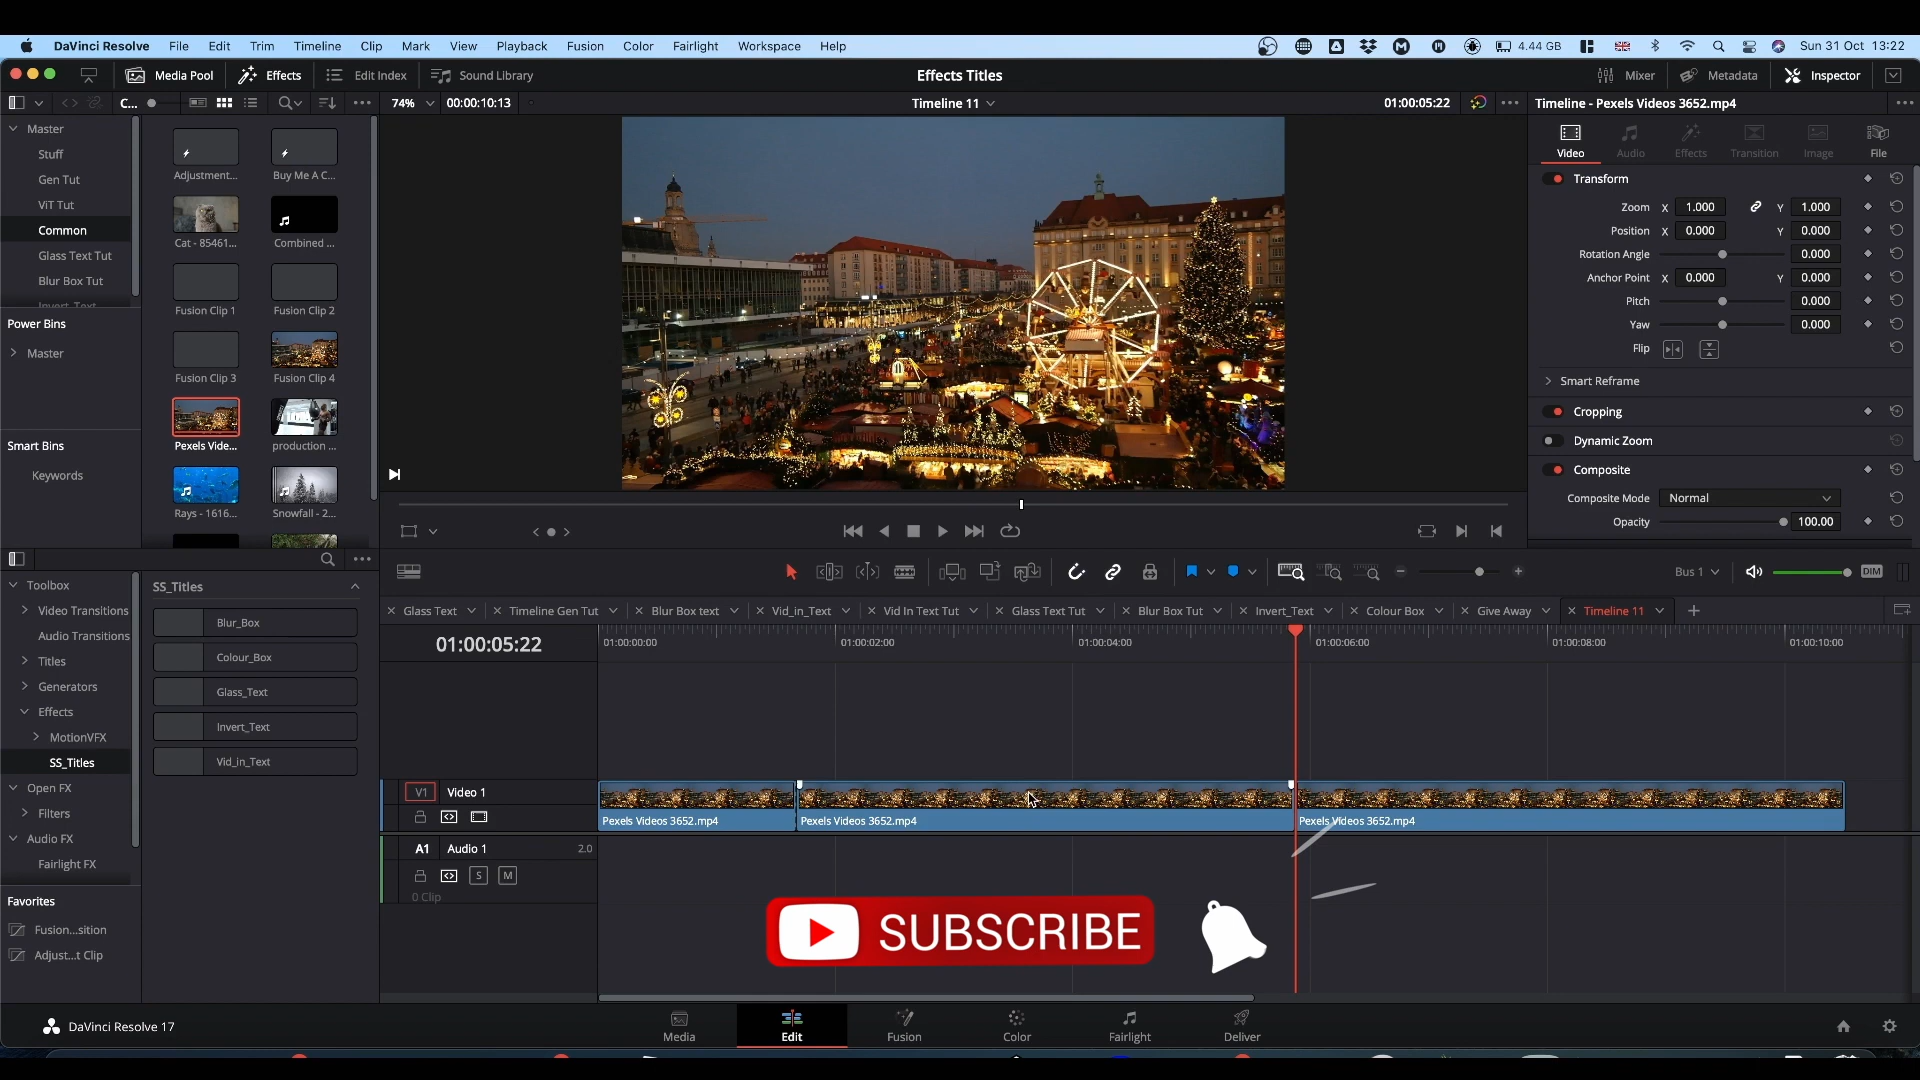 DaVinci Resolve File Edit Trim Timeline Clip Mark View Playback Fusion Color Fairlight Workspace Help 4.44 GB Sun 31 Oct 13:22
Media Pool Effects Edit Index Sound Library Effects Titles Mixer Metadata Inspector
C... 74% 00:00:10:13 Timeline 11 01:00:05:22 Timeline - Pexels Videos 3652.mp4
Master
Stuff
Gen Tut
ViT Tut
Common
Glass Text Tut
Blur Box Tut
Invert_Text
Power Bins
Master
Smart Bins
Keywords
Adjustment... Buy Me A C...
Cat - 85461... Combined ...
Fusion Clip 1 Fusion Clip 2
Fusion Clip 3 Fusion Clip 4
Pexels Vide... production ...
Rays - 1616... Snowfall - 2...
Video Audio Effects Transition Image File
Transform
Zoom X 1.000 Y 1.000
Position X 0.000 Y 0.000
Rotation Angle 0.000
Anchor Point X 0.000 Y 0.000
Pitch 0.000
Yaw 0.000
Flip
Smart Reframe
Cropping
Dynamic Zoom
Composite
Composite Mode Normal
Opacity 100.00
Toolbox
Video Transitions
Audio Transitions
Titles
Generators
Effects
MotionVFX
SS_Titles
Open FX
Filters
Audio FX
Fairlight FX
Favorites
Fusion...sition
Adjust...t Clip
SS_Titles
Blur_Box
Colour_Box
Glass_Text
Invert_Text
Vid_in_Text
Bus 1 DIM
Glass Text Timeline Gen Tut Blur Box text Vid_in_Text Vid In Text Tut Glass Text Tut Blur Box Tut Invert_Text Colour Box Give Away Timeline 11
01:00:05:22 01:00:00:00 01:00:02:00 01:00:04:00 01:00:06:00 01:00:08:00 01:00:10:00
V1 Video 1
Pexels Videos 3652.mp4 Pexels Videos 3652.mp4 Pexels Videos 3652.mp4
A1 Audio 1 2.0
S M
0 Clip
SUBSCRIBE
DaVinci Resolve 17 Media Edit Fusion Color Fairlight Deliver